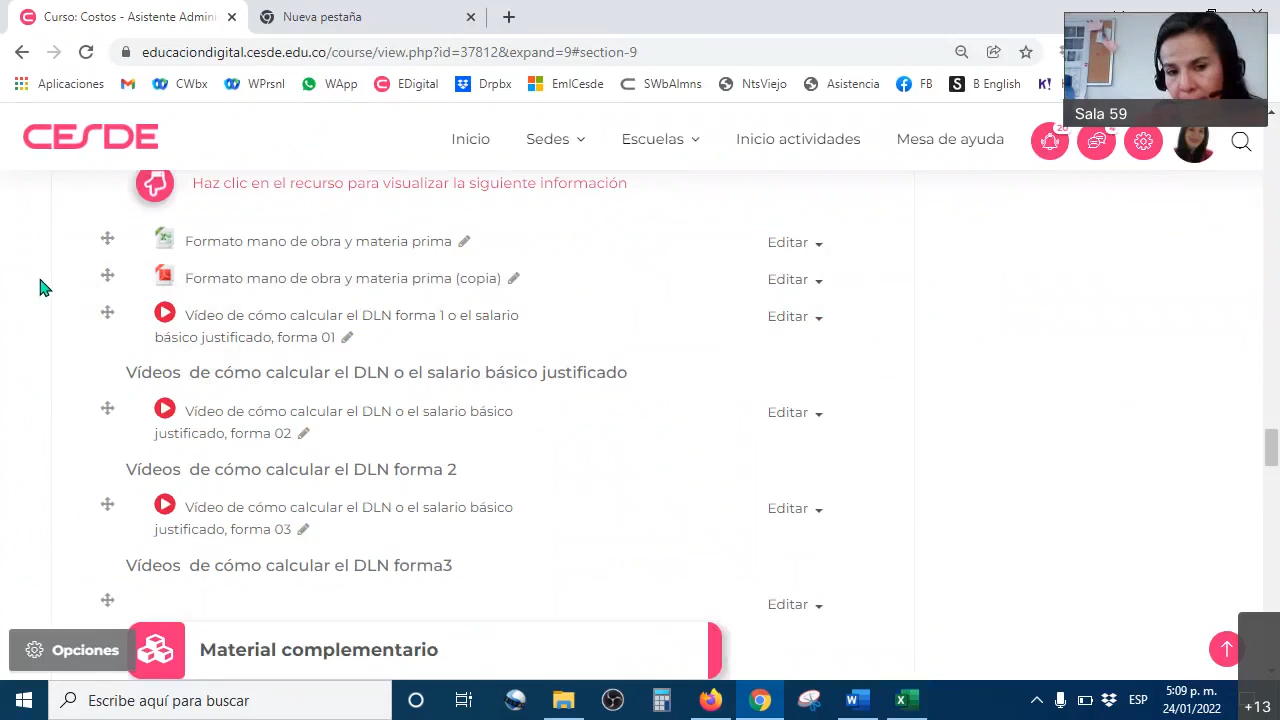 Curso: Costos - Asistente Admini
Nueva pestaña
educaciondigital.cesde.edu.co/course/view.php?id=37812&expand=9#section-9
Aplicaciones
CWbx
WPrsnl
WApp
EDigital
Drpbx
EmlCesde
SWbAlmns
NtsViejo
Asistencia
FB
B English
Sala 59
CESDE
Inicio
Sedes
Escuelas
Inicio actividades
Mesa de ayuda
20
Haz clic en el recurso para visualizar la siguiente información
Formato mano de obra y materia prima
Editar
Formato mano de obra y materia prima (copia)
Editar
Vídeo de cómo calcular el DLN forma 1 o el salario
básico justificado, forma 01
Editar
Vídeos de cómo calcular el DLN o el salario básico justificado
Vídeo de cómo calcular el DLN o el salario básico
justificado, forma 02
Editar
Vídeos de cómo calcular el DLN forma 2
Vídeo de cómo calcular el DLN o el salario básico
justificado, forma 03
Editar
Vídeos de cómo calcular el DLN forma3
Editar
Opciones
Material complementario
Escribe aquí para buscar
ESP
5:09 p. m.
24/01/2022
+13